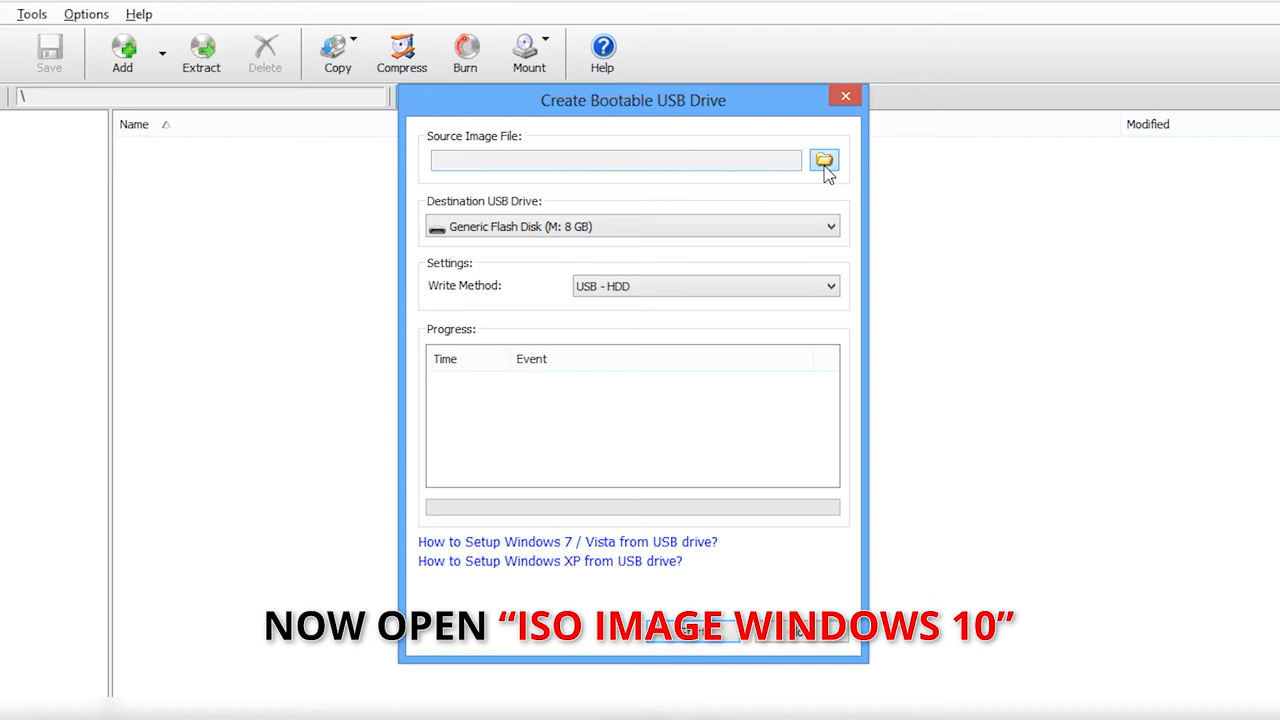 Tools Options Help
Save Add Extract Delete Copy Compress Burn Mount Help
\
Name Modified
Create Bootable USB Drive
Source Image File:
Destination USB Drive:
Generic Flash Disk (M: 8 GB)
Settings:
Write Method: USB - HDD
Progress:
Time Event
How to Setup Windows 7 / Vista from USB drive?
How to Setup Windows XP from USB drive?
NOW OPEN “ISO IMAGE WINDOWS 10”